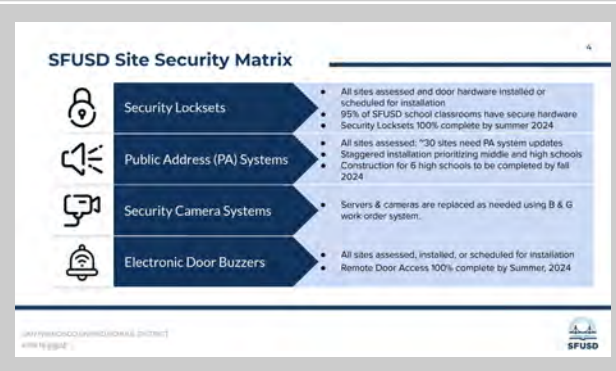 4
SFUSD Site Security Matrix
Security Locksets
• All sites assessed and door hardware installed or
scheduled for installation
• 95% of SFUSD school classrooms have secure hardware
• Security Locksets 100% complete by summer 2024
Public Address (PA) Systems
• All sites assessed: ~30 sites need PA system updates
• Staggered installation prioritizing middle and high schools
• Construction for 6 high schools to be completed by fall
2024
Security Camera Systems
• Servers & cameras are replaced as needed using B & G
work order system.
Electronic Door Buzzers
• All sites assessed, installed, or scheduled for installation
• Remote Door Access 100% complete by Summer, 2024
SAN FRANCISCO UNIFIED SCHOOL DISTRICT
SFUSD